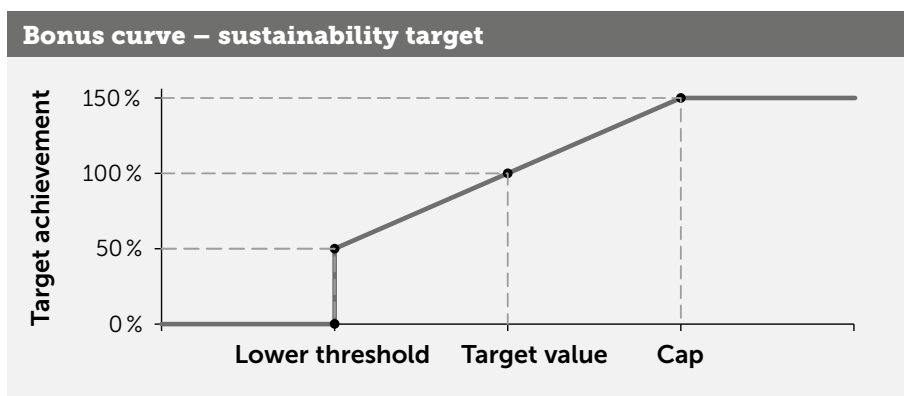 Bonus curve – sustainability target
Target achievement
150 %
100 %
50 %
0 %
Lower threshold Target value Cap